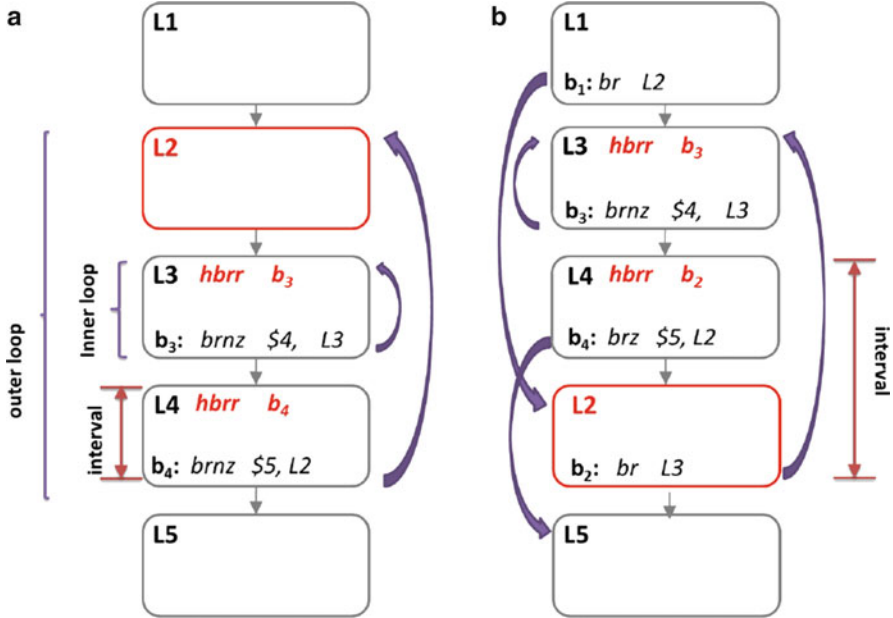 a
L1
L2
L3 hbrr b₃
b₃: brnz $4, L3
L4 hbrr b₄
b₄: brnz $5, L2
L5
outer loop
Inner loop
interval
b
L1
b₁: br L2
L3 hbrr b₃
b₃: brnz $4, L3
L4 hbrr b₂
b₄: brz $5, L2
L2
b₂: br L3
L5
interval